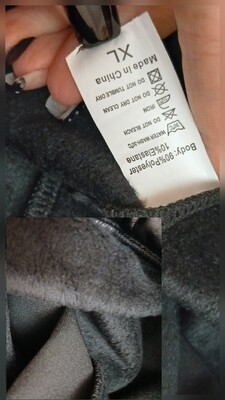 XL
Made in China
DO NOT TUMBLE DRY
DO NOT DRY CLEAN
IRON
DO NOT BLEACH
WATER WASH 30°C
Body: 90%Polyester
*10%Elastane